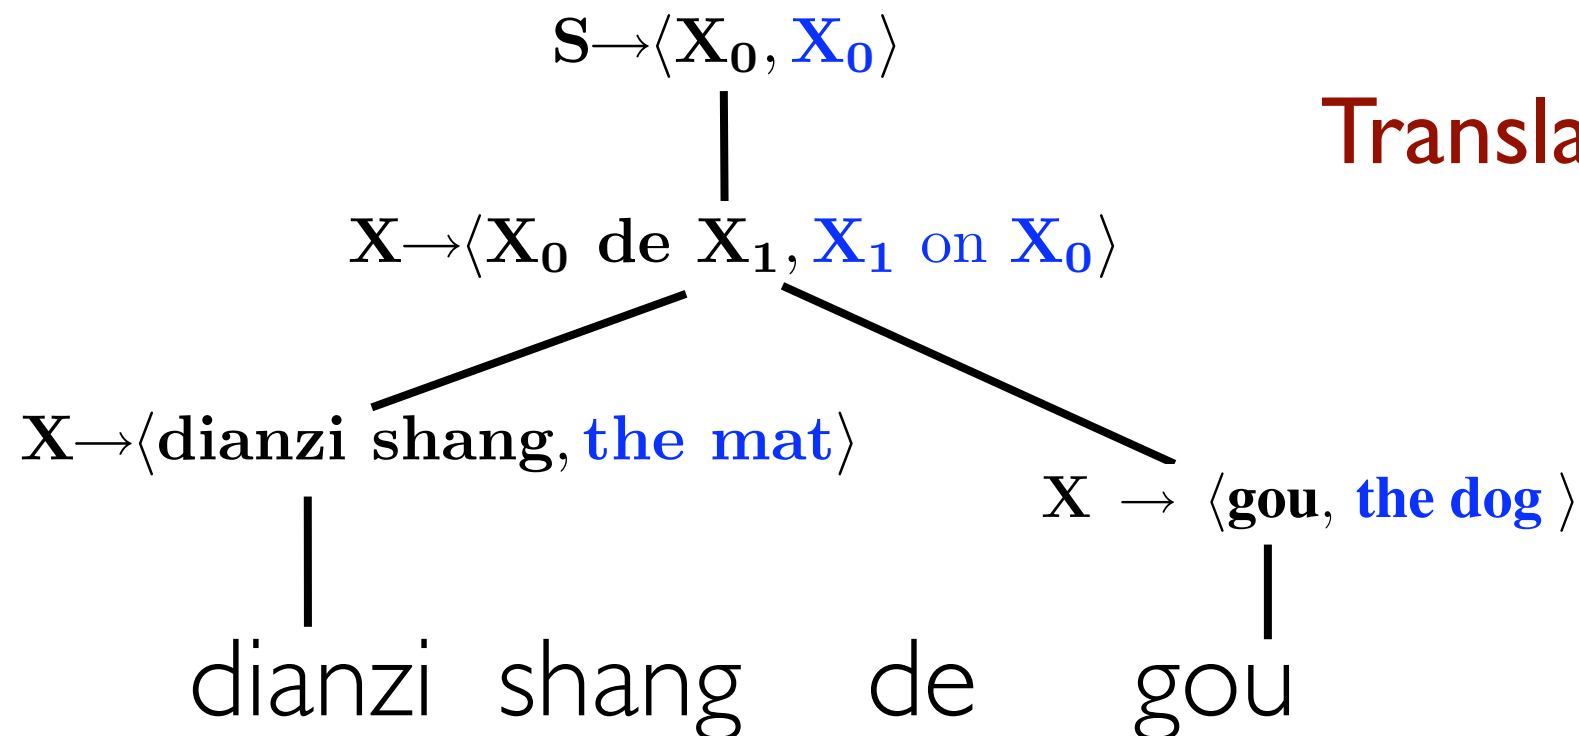 S→⟨X₀, X₀⟩
Transla
X→⟨X₀ de X₁, X₁ on X₀⟩
X→⟨dianzi shang, the mat⟩
X → ⟨gou, the dog ⟩
dianzi shang de gou